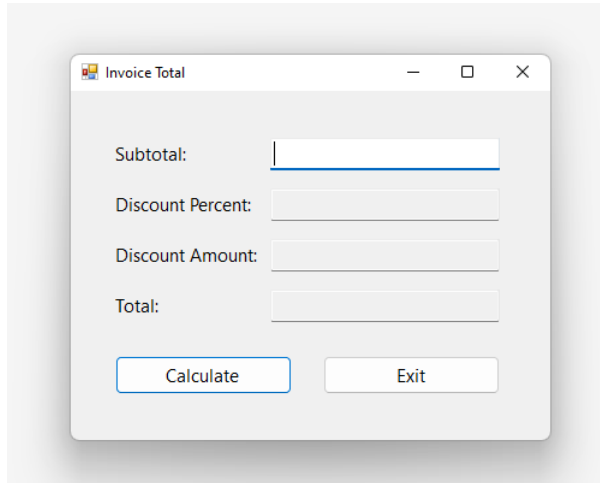 Invoice Total
Subtotal:
Discount Percent:
Discount Amount:
Total:
Calculate Exit